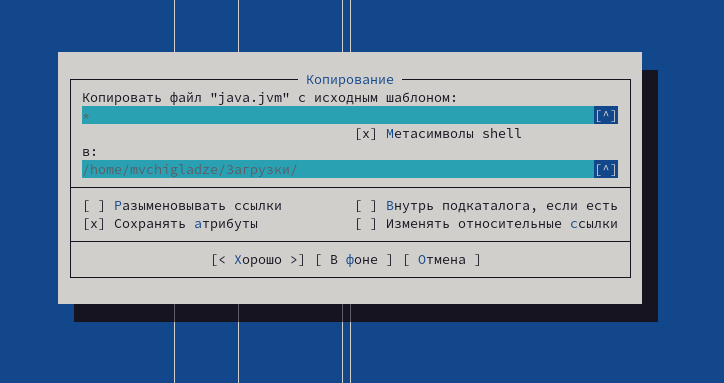 Копирование
Копировать файл "java.jvm" с исходным шаблоном:
* [^]
[x] Метасимволы shell
в:
/home/mvchigladze/Загрузки/ [^]
[ ] Разыменовывать ссылки [ ] Внутрь подкаталога, если есть
[x] Сохранять атрибуты [ ] Изменять относительные ссылки
[< Хорошо >] [ В фоне ] [ Отмена ]